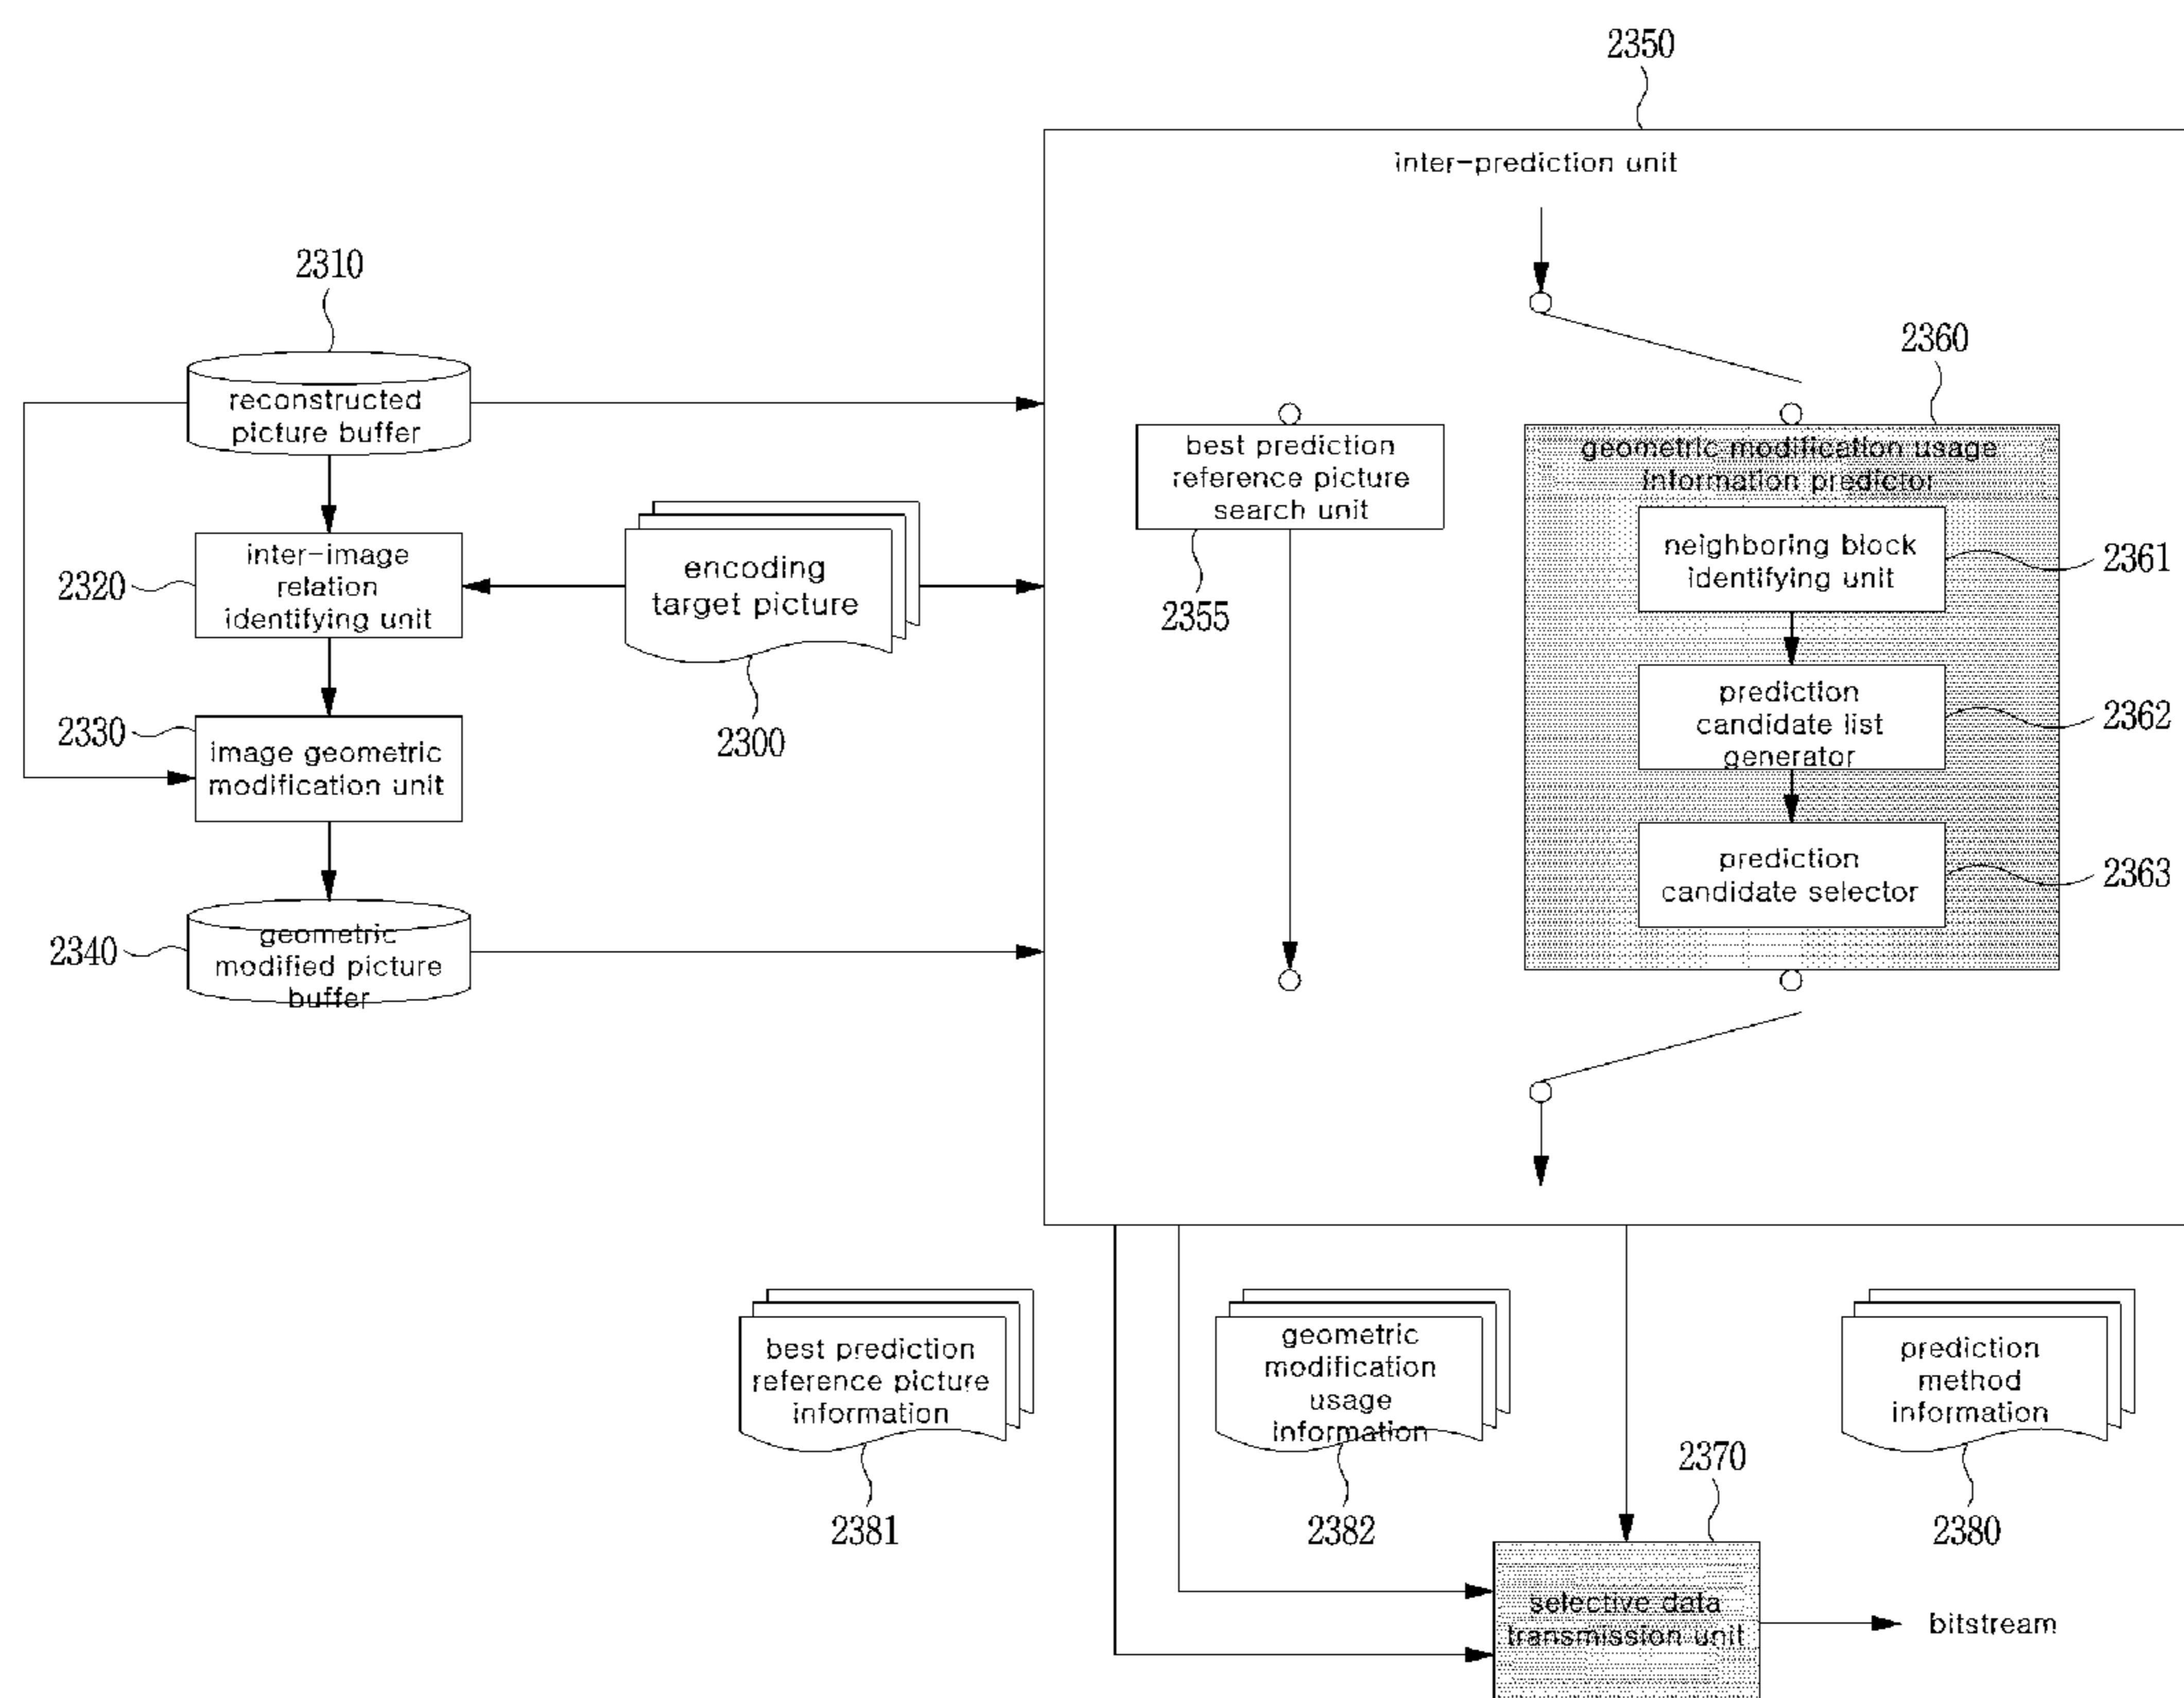 2350
inter-prediction unit
2310
reconstructed
picture buffer
2360
best prediction
reference picture
search unit
2355
geometric modification usage
information predictor
neighboring block
identifying unit
2361
inter-image
relation
identifying unit
2320
encoding
target picture
2300
prediction
candidate list
generator
2362
2330
image geometric
modification unit
prediction
candidate selector
2363
2340
geometric
modified picture
buffer
best prediction
reference picture
information
2381
geometric
modification
usage
information
2382
prediction
method
information
2380
2370
selective data
transmission unit
bitstream